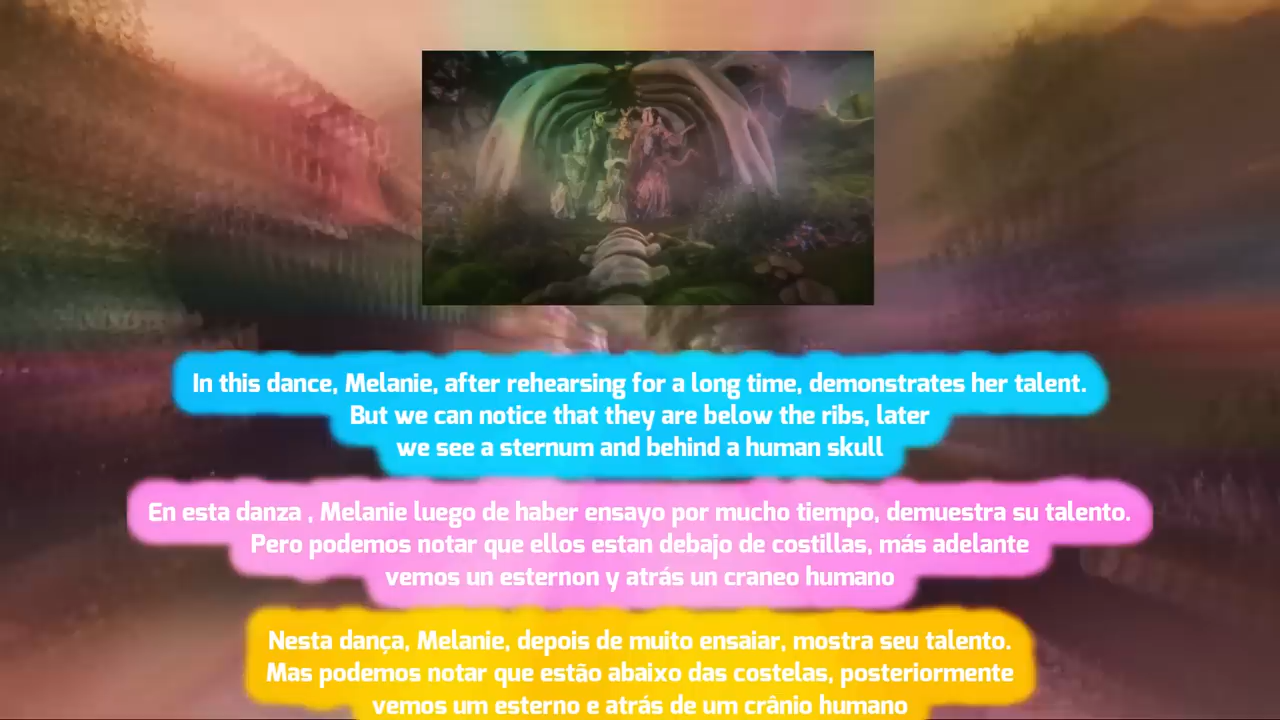 In this dance, Melanie, after rehearsing for a long time, demonstrates her talent.
But we can notice that they are below the ribs, later
we see a sternum and behind a human skull
En esta danza , Melanie luego de haber ensayo por mucho tiempo, demuestra su talento.
Pero podemos notar que ellos estan debajo de costillas, más adelante
vemos un esternon y atrás un craneo humano
Nesta dança, Melanie, depois de muito ensaiar, mostra seu talento.
Mas podemos notar que estão abaixo das costelas, posteriormente
vemos um esterno e atrás de um crânio humano